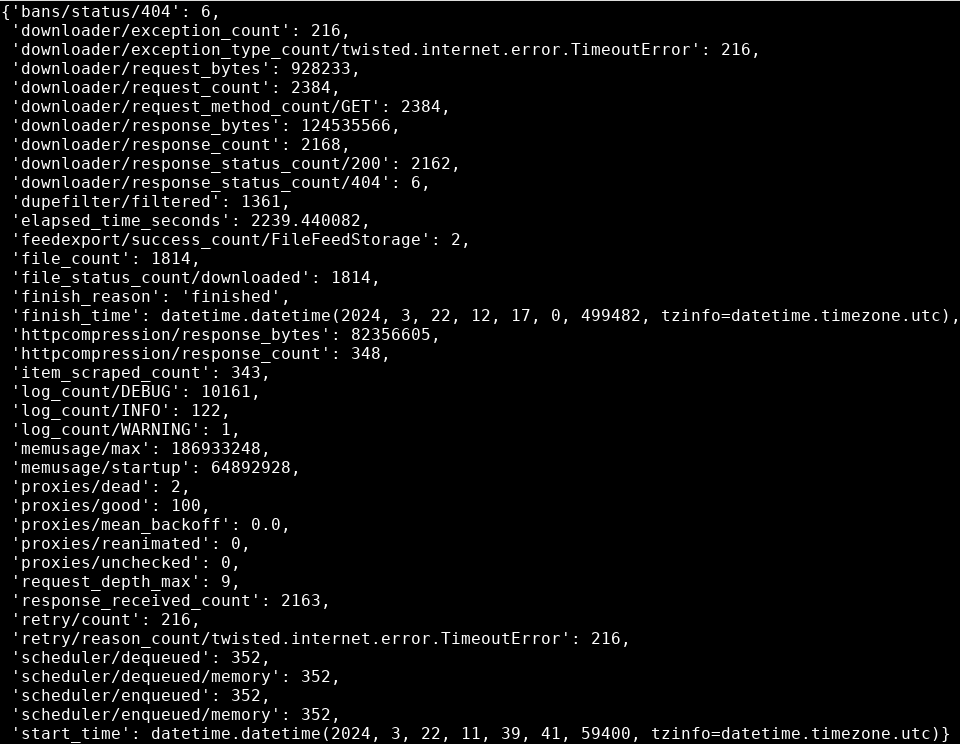 {'bans/status/404': 6,
 'downloader/exception_count': 216,
 'downloader/exception_type_count/twisted.internet.error.TimeoutError': 216,
 'downloader/request_bytes': 928233,
 'downloader/request_count': 2384,
 'downloader/request_method_count/GET': 2384,
 'downloader/response_bytes': 124535566,
 'downloader/response_count': 2168,
 'downloader/response_status_count/200': 2162,
 'downloader/response_status_count/404': 6,
 'dupefilter/filtered': 1361,
 'elapsed_time_seconds': 2239.440082,
 'feedexport/success_count/FileFeedStorage': 2,
 'file_count': 1814,
 'file_status_count/downloaded': 1814,
 'finish_reason': 'finished',
 'finish_time': datetime.datetime(2024, 3, 22, 12, 17, 0, 499482, tzinfo=datetime.timezone.utc),
 'httpcompression/response_bytes': 82356605,
 'httpcompression/response_count': 348,
 'item_scraped_count': 343,
 'log_count/DEBUG': 10161,
 'log_count/INFO': 122,
 'log_count/WARNING': 1,
 'memusage/max': 186933248,
 'memusage/startup': 64892928,
 'proxies/dead': 2,
 'proxies/good': 100,
 'proxies/mean_backoff': 0.0,
 'proxies/reanimated': 0,
 'proxies/unchecked': 0,
 'request_depth_max': 9,
 'response_received_count': 2163,
 'retry/count': 216,
 'retry/reason_count/twisted.internet.error.TimeoutError': 216,
 'scheduler/dequeued': 352,
 'scheduler/dequeued/memory': 352,
 'scheduler/enqueued': 352,
 'scheduler/enqueued/memory': 352,
 'start_time': datetime.datetime(2024, 3, 22, 11, 39, 41, 59400, tzinfo=datetime.timezone.utc)}